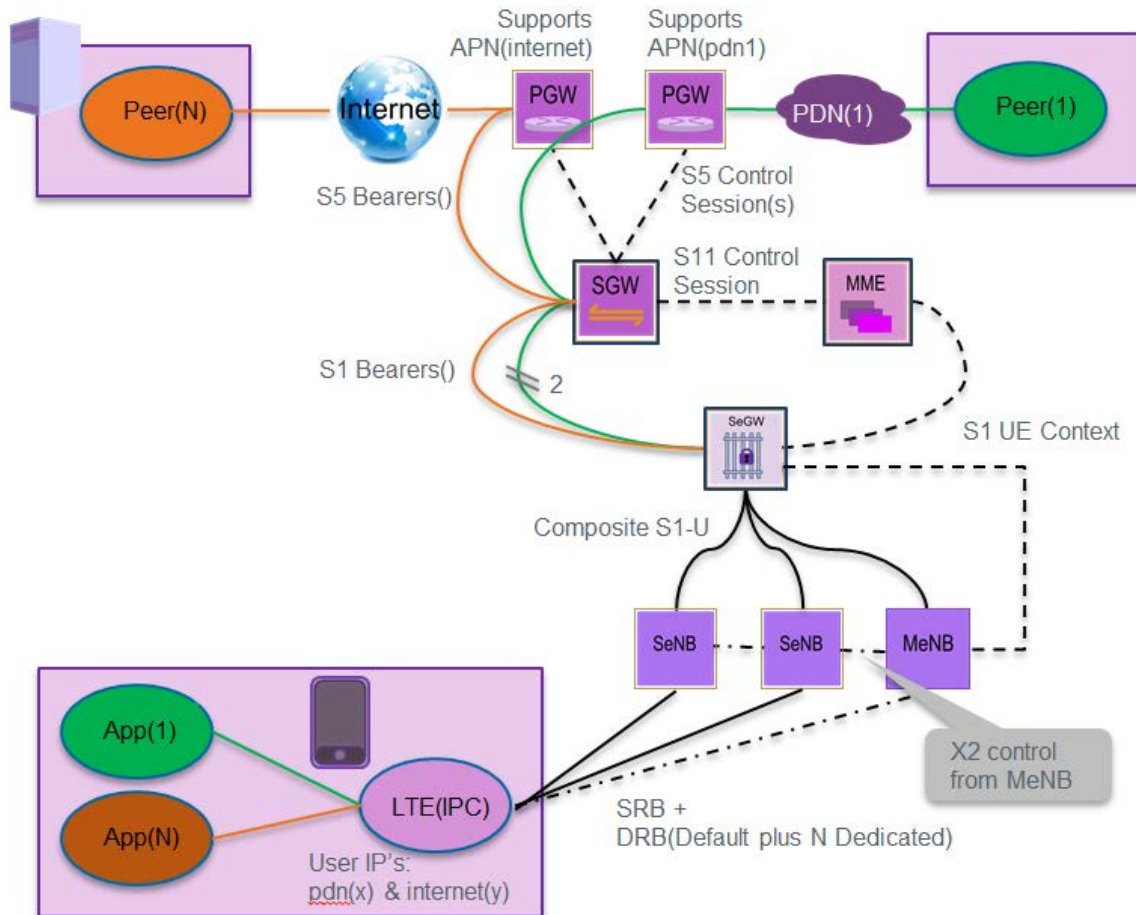 Supports
APN(internet)
Supports
APN(pdn1)
Peer(N)
Internet
PGW
PGW
PDN(1)
Peer(1)
S5 Bearers()
S5 Control
Session(s)
SGW
S11 Control
Session
MME
S1 Bearers()
2
SeGW
S1 UE Context
Composite S1-U
SeNB
SeNB
MeNB
X2 control
from MeNB
App(1)
LTE(IPC)
App(N)
SRB +
DRB(Default plus N Dedicated)
User IP's:
pdn(x) & internet(y)